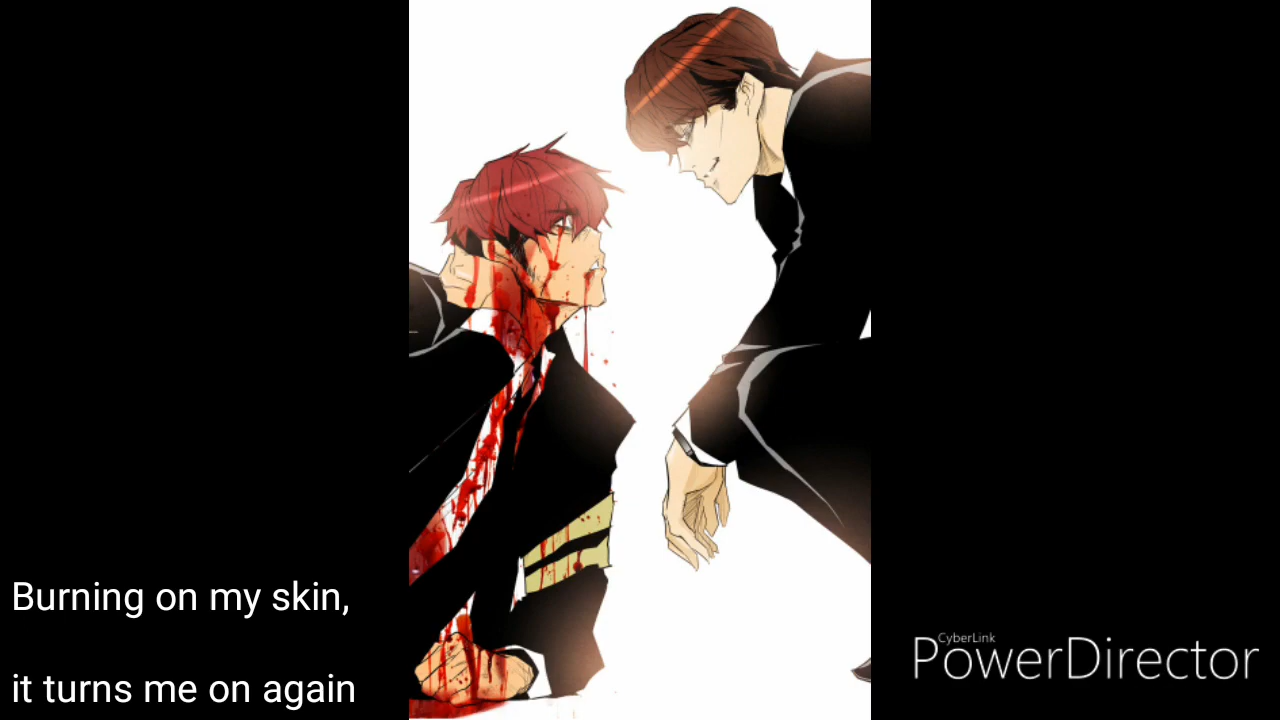 Burning on my skin,
it turns me on again
CyberLink
PowerDirector